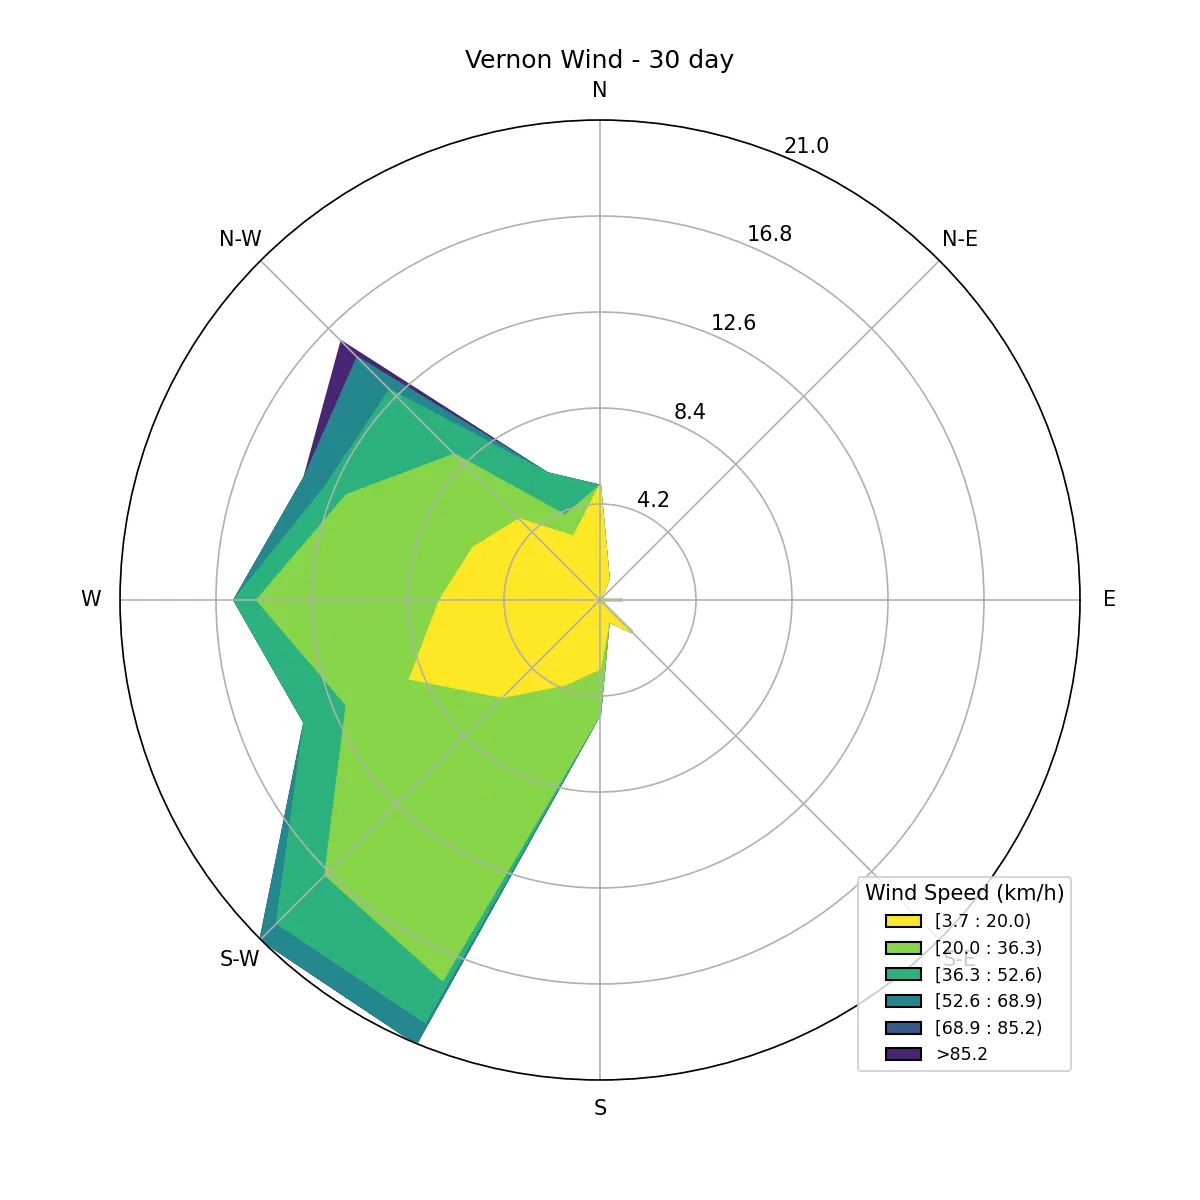 Vernon Wind - 30 day
N
21.0
16.8
N-W
N-E
12.6
8.4
4.2
W
E
Wind Speed (km/h)
[3.7 : 20.0)
[20.0 : 36.3)
S-W
S-E
[36.3 : 52.6)
[52.6 : 68.9)
[68.9 : 85.2)
>85.2
S